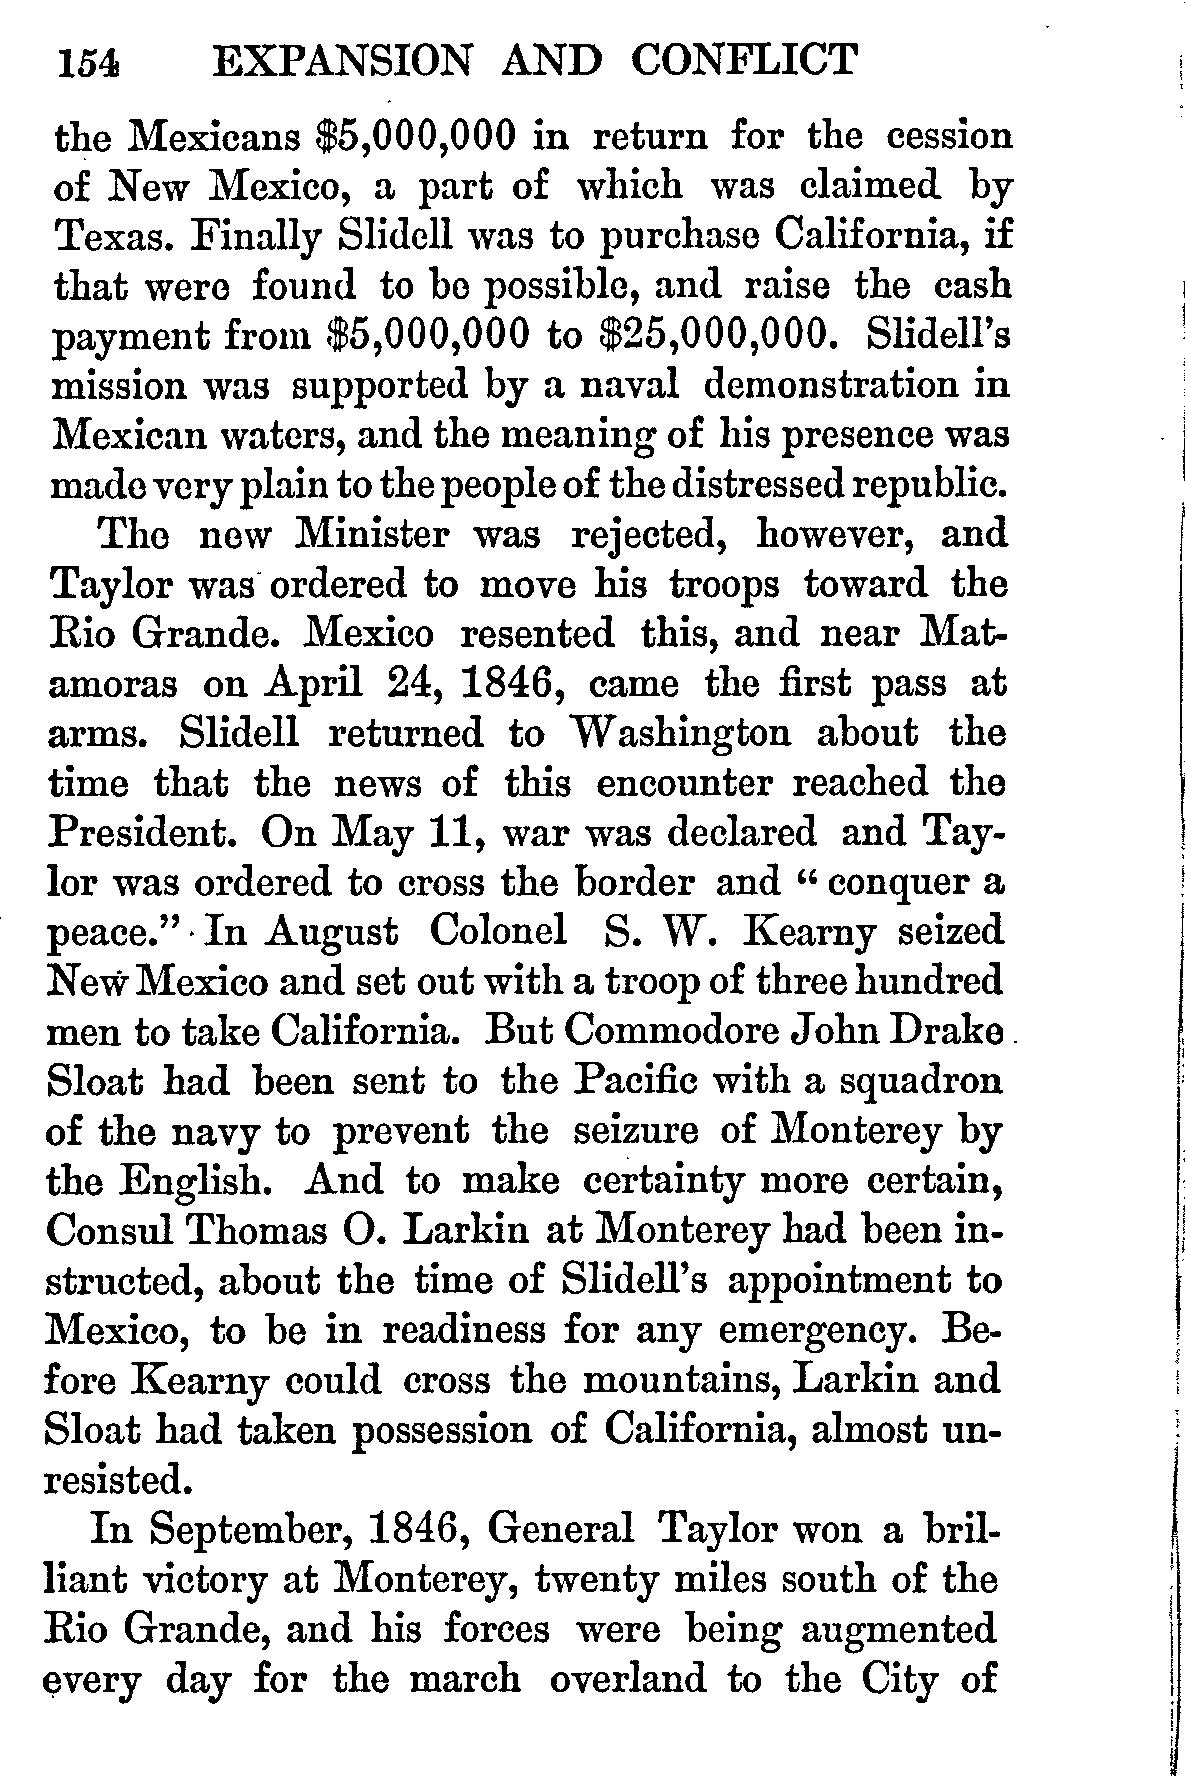 154 EXPANSION AND CONFLICT
the Mexicans $5,000,000 in return for the cession
of New Mexico, a part of which was claimed by
Texas. Finally Slidell was to purchase California, if
that were found to be possible, and raise the cash
payment from $5,000,000 to $25,000,000. Slidell's
mission was supported by a naval demonstration in
Mexican waters, and the meaning of his presence was
made very plain to the people of the distressed republic.
The new Minister was rejected, however, and
Taylor was ordered to move his troops toward the
Rio Grande. Mexico resented this, and near Mat-
amoras on April 24, 1846, came the first pass at
arms. Slidell returned to Washington about the
time that the news of this encounter reached the
President. On May 11, war was declared and Tay-
lor was ordered to cross the border and “ conquer a
peace.” In August Colonel S. W. Kearny seized
New Mexico and set out with a troop of three hundred
men to take California. But Commodore John Drake
Sloat had been sent to the Pacific with a squadron
of the navy to prevent the seizure of Monterey by
the English. And to make certainty more certain,
Consul Thomas O. Larkin at Monterey had been in-
structed, about the time of Slidell's appointment to
Mexico, to be in readiness for any emergency. Be-
fore Kearny could cross the mountains, Larkin and
Sloat had taken possession of California, almost un-
resisted.
In September, 1846, General Taylor won a bril-
liant victory at Monterey, twenty miles south of the
Rio Grande, and his forces were being augmented
every day for the march overland to the City of